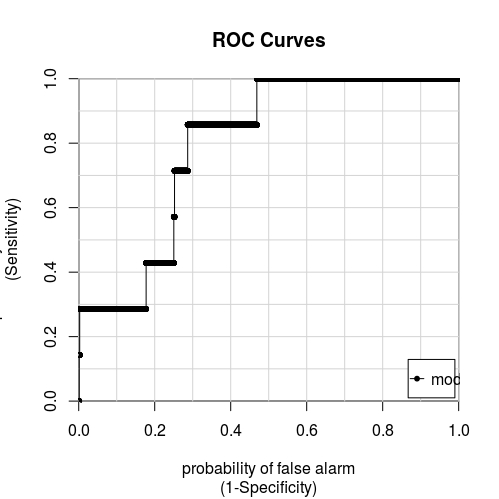 ROC Curves
1.0
0.8
0.6
0.4
0.2
0.0
(Sensitivity)
mod
0.0 0.2 0.4 0.6 0.8 1.0
probability of false alarm
(1-Specificity)